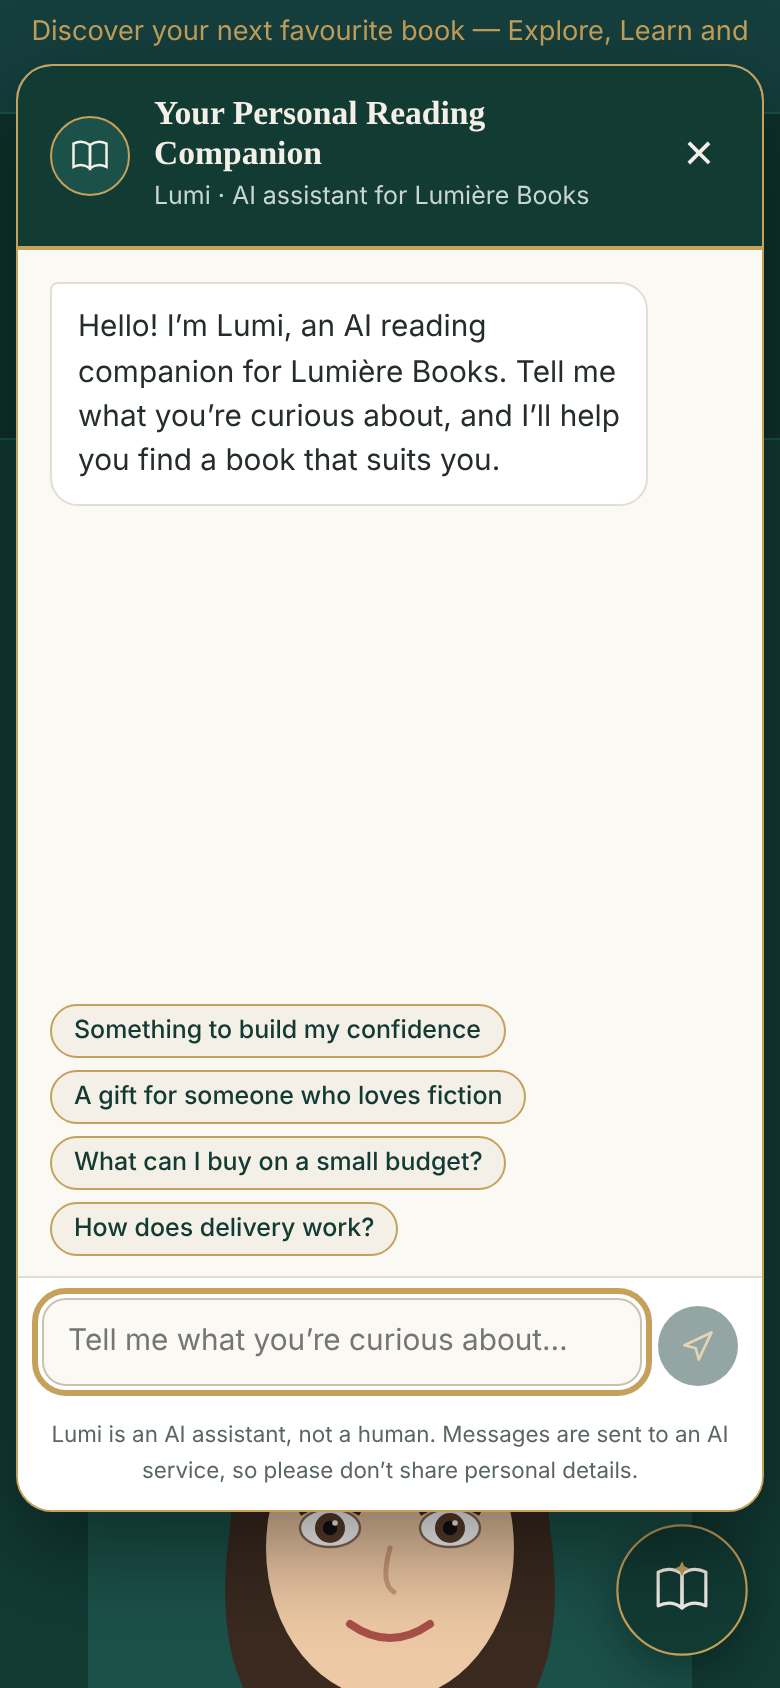 Discover your next favourite book — Explore, Learn and
Your Personal Reading
Companion
Lumi · AI assistant for Lumière Books
Hello! I’m Lumi, an AI reading
companion for Lumière Books. Tell me
what you’re curious about, and I’ll help
you find a book that suits you.
Something to build my confidence
A gift for someone who loves fiction
What can I buy on a small budget?
How does delivery work?
Tell me what you’re curious about...
Lumi is an AI assistant, not a human. Messages are sent to an AI
service, so please don’t share personal details.